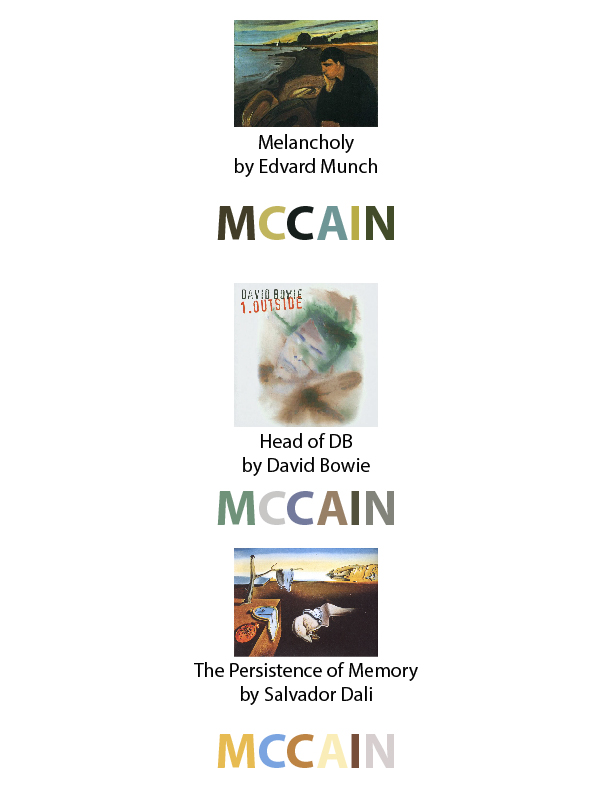 Melancholy
by Edvard Munch
MCCAIN
DAVID BOWIE
1.OUTSIDE
Head of DB
by David Bowie
MCCAIN
The Persistence of Memory
by Salvador Dali
MCCAIN